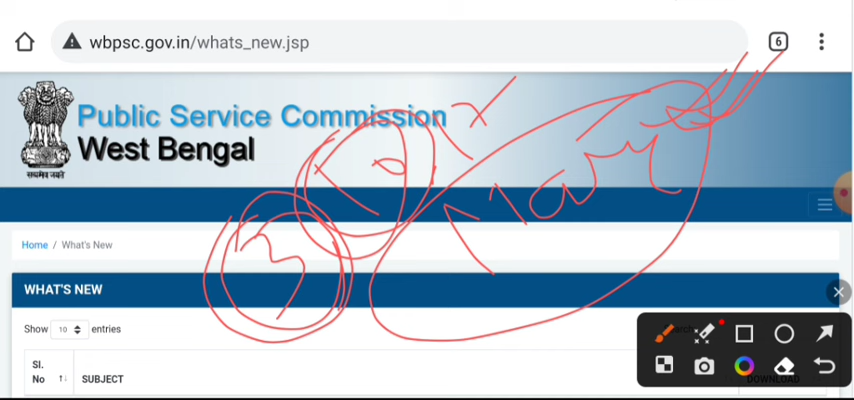 wbpsc.gov.in/whats_new.jsp
6
Public Service Commission
West Bengal
सत्यमेव जयते
3
Home / What's New
WHAT'S NEW
Show 10 entries
Sl. No
SUBJECT
DOWNLOAD